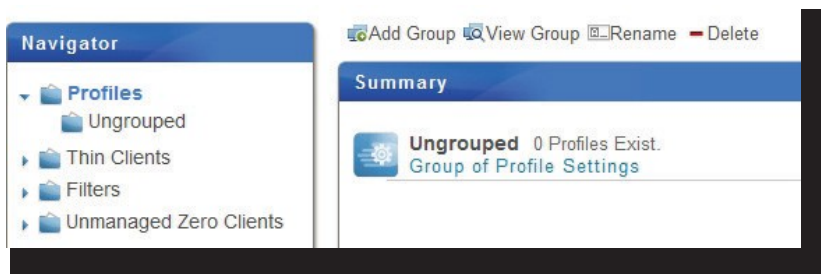 Navigator
Profiles
Ungrouped
Thin Clients
Filters
Unmanaged Zero Clients
Add Group View Group Rename Delete
Summary
Ungrouped 0 Profiles Exist.
Group of Profile Settings